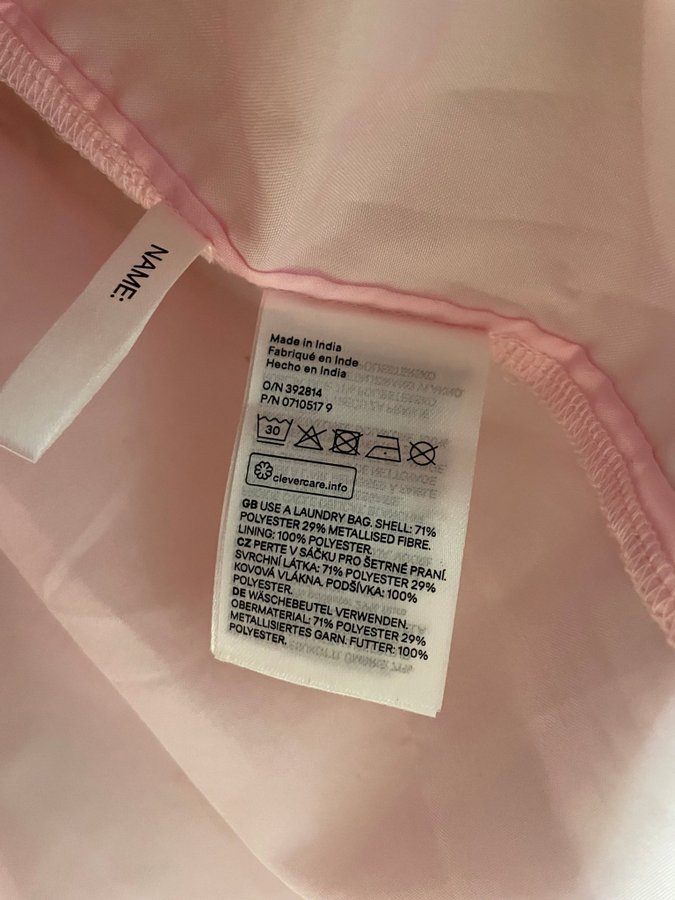 NAME:
Made in India
Fabriqué en Inde
Hecho en India
O/N 392814
P/N 0710517 9
30
clevercare.info
GB USE A LAUNDRY BAG. SHELL: 71%
POLYESTER 29% METALLISED FIBRE.
LINING: 100% POLYESTER.
CZ PERTE V SÁČKU PRO ŠETRNÉ PRANÍ.
SVRCHNÍ LÁTKA: 71% POLYESTER 29%
KOVOVÁ VLÁKNA. PODŠÍVKA: 100%
POLYESTER.
DE WÄSCHEBEUTEL VERWENDEN.
OBERMATERIAL: 71% POLYESTER 29%
METALLISIERTES GARN. FUTTER: 100%
POLYESTER.